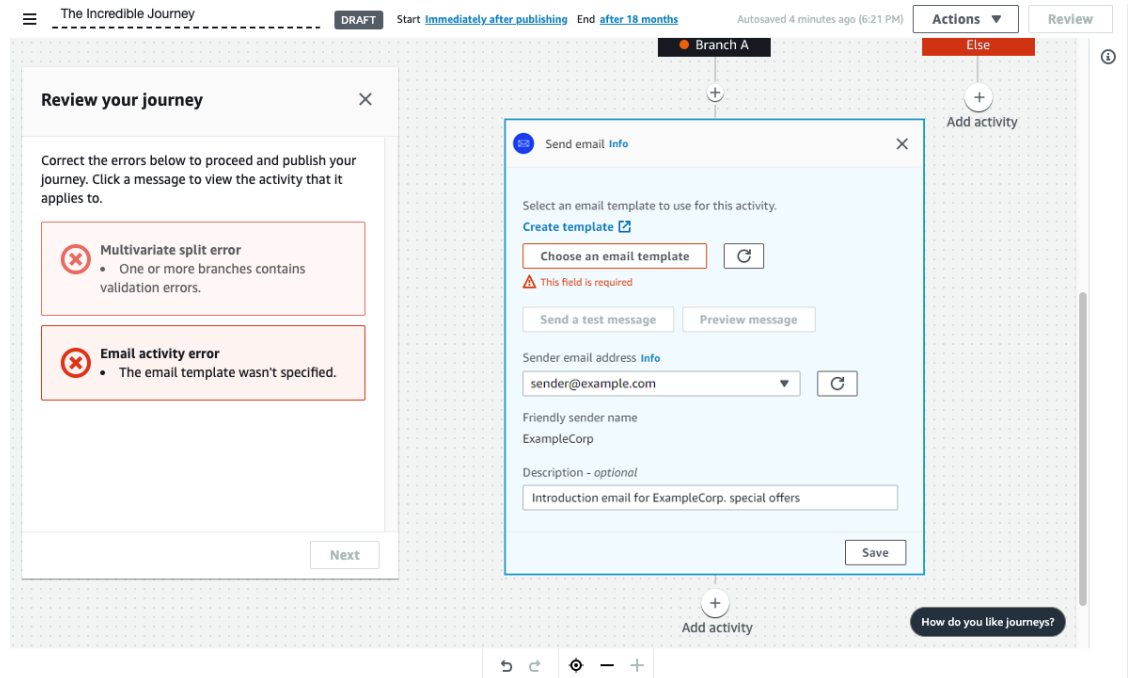 The Incredible Journey
DRAFT
Start Immediately after publishing End after 18 months
Autosaved 4 minutes ago (6:21 PM)
Actions
Review
Branch A
Else
Add activity
Review your journey
Correct the errors below to proceed and publish your
journey. Click a message to view the activity that it
applies to.
Multivariate split error
• One or more branches contains
validation errors.
Email activity error
• The email template wasn't specified.
Next
Send email Info
Select an email template to use for this activity.
Create template
Choose an email template
This field is required
Send a test message
Preview message
Sender email address Info
sender@example.com
Friendly sender name
ExampleCorp
Description - optional
Introduction email for ExampleCorp. special offers
Save
Add activity
How do you like journeys?